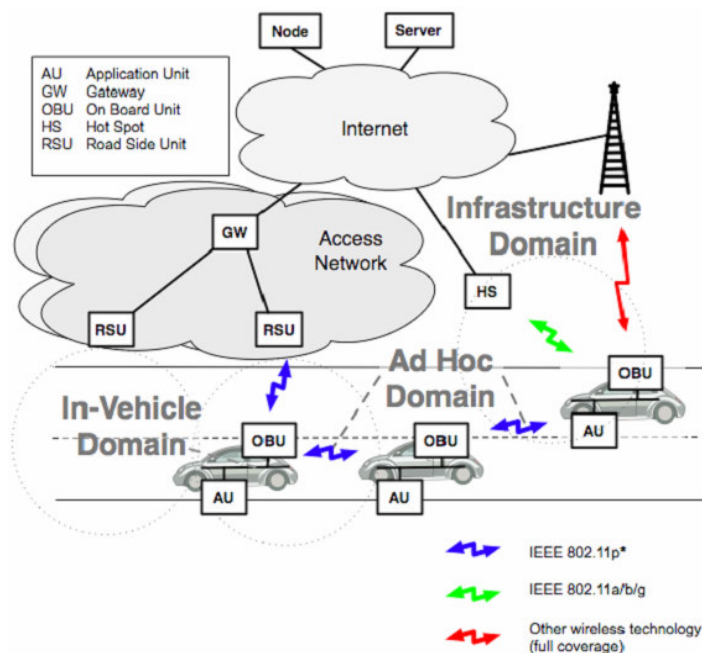 Node
Server
AU Application Unit
GW Gateway
OBU On Board Unit
HS Hot Spot
RSU Road Side Unit
Internet
Infrastructure
Domain
GW
Access
Network
HS
RSU
RSU
Ad Hoc
Domain
OBU
In-Vehicle
Domain
OBU
OBU
AU
AU
AU
IEEE 802.11p*
IEEE 802.11a/b/g
Other wireless technology
(full coverage)